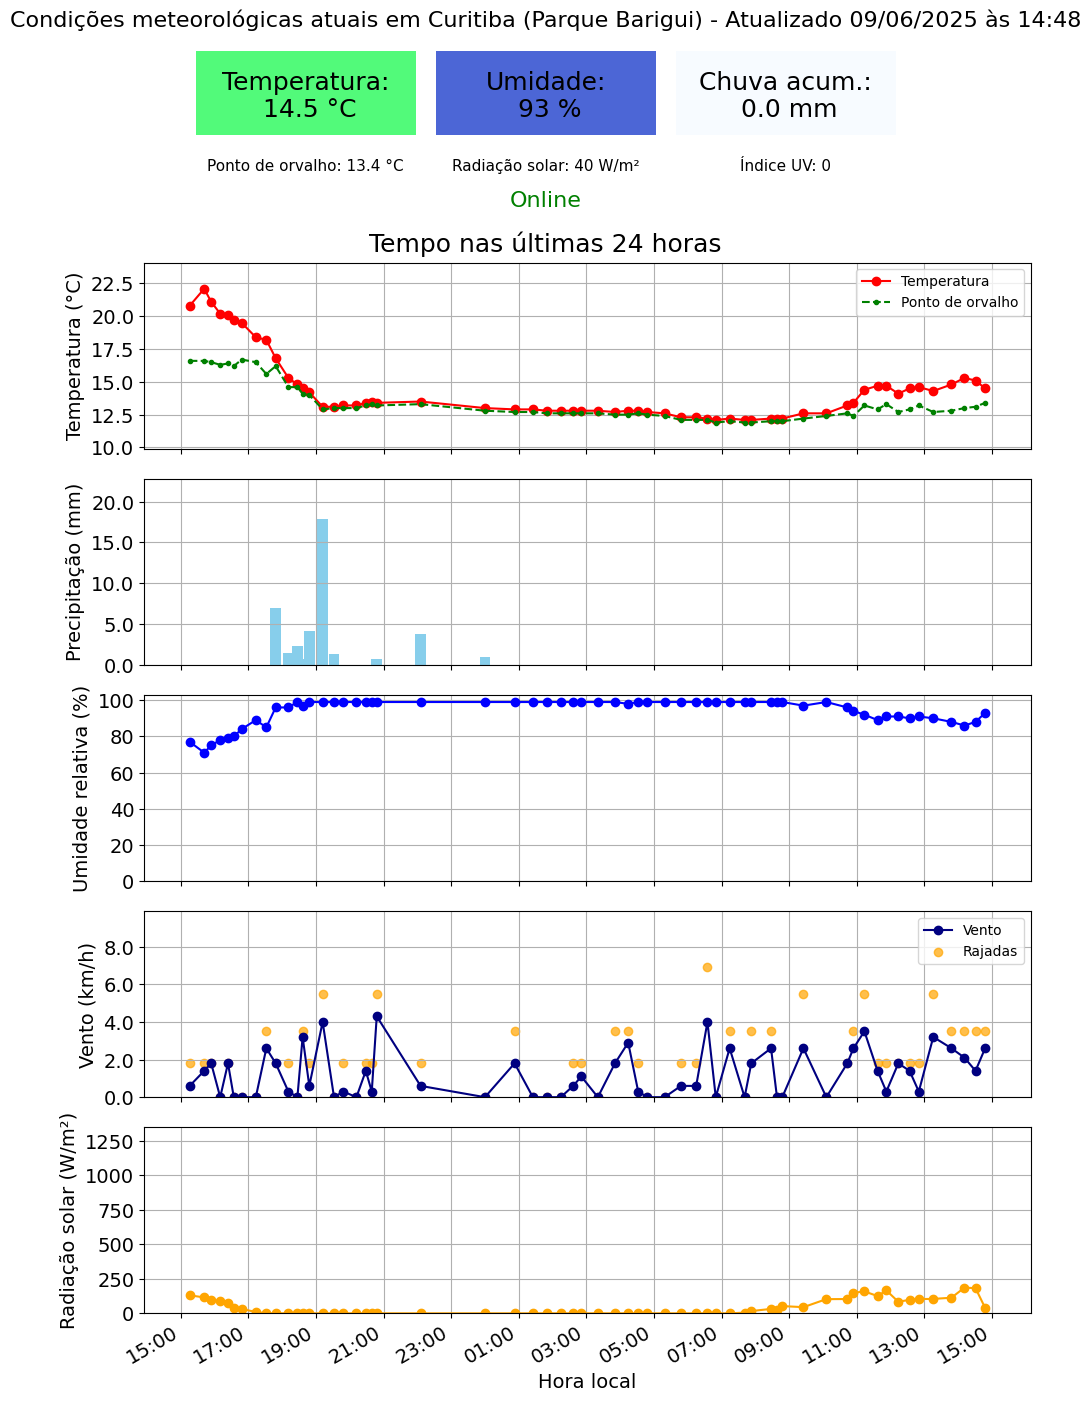 Condições meteorológicas atuais em Curitiba (Parque Barigui) - Atualizado 09/06/2025 às 14:48
Temperatura:
14.5 °C
Umidade:
93 %
Chuva acum.:
0.0 mm
Ponto de orvalho: 13.4 °C
Radiação solar: 40 W/m²
Índice UV: 0
Online
Tempo nas últimas 24 horas
Temperatura (°C)
22.5
20.0
17.5
15.0
12.5
10.0
Temperatura
Ponto de orvalho
Precipitação (mm)
20.0
15.0
10.0
5.0
0.0
Umidade relativa (%)
100
80
60
40
20
0
Vento (km/h)
8.0
6.0
4.0
2.0
0.0
Vento
Rajadas
Radiação solar (W/m²)
1250
1000
750
500
250
0
15:00
17:00
19:00
21:00
23:00
01:00
03:00
05:00
07:00
09:00
11:00
13:00
15:00
Hora local